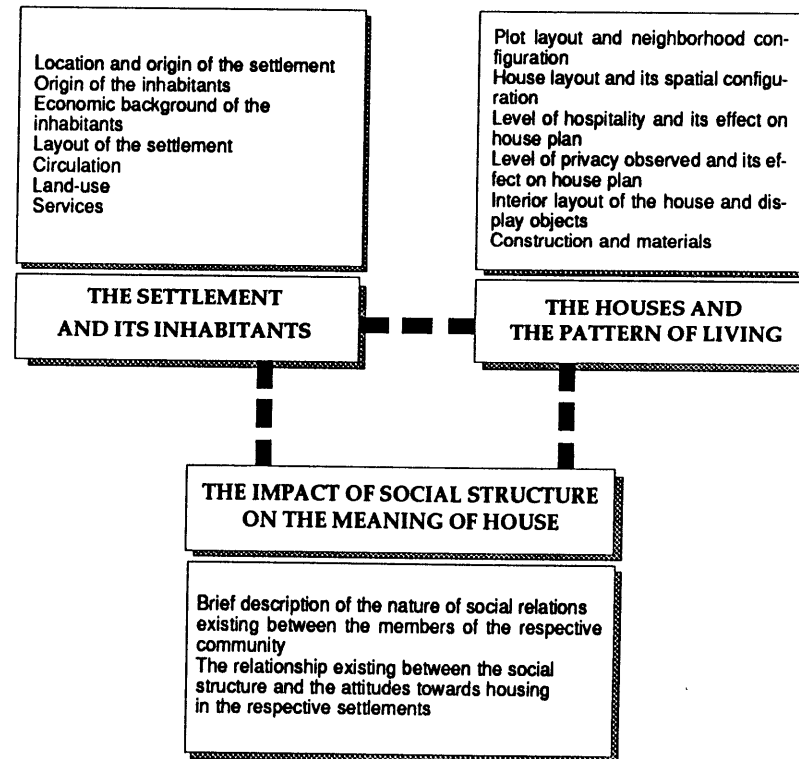 Location and origin of the settlement
Origin of the inhabitants
Economic background of the
inhabitants
Layout of the settlement
Circulation
Land-use
Services
THE SETTLEMENT
AND ITS INHABITANTS
Plot layout and neighborhood con-
figuration
House layout and its spatial configu-
ration
Level of hospitality and its effect on
house plan
Level of privacy observed and its ef-
fect on house plan
Interior layout of the house and dis-
play objects
Construction and materials
THE HOUSES AND
THE PATTERN OF LIVING
THE IMPACT OF SOCIAL STRUCTURE
ON THE MEANING OF HOUSE
Brief description of the nature of social relations
existing between the members of the respective
community
The relationship existing between the social
structure and the attitudes towards housing
in the respective settlements